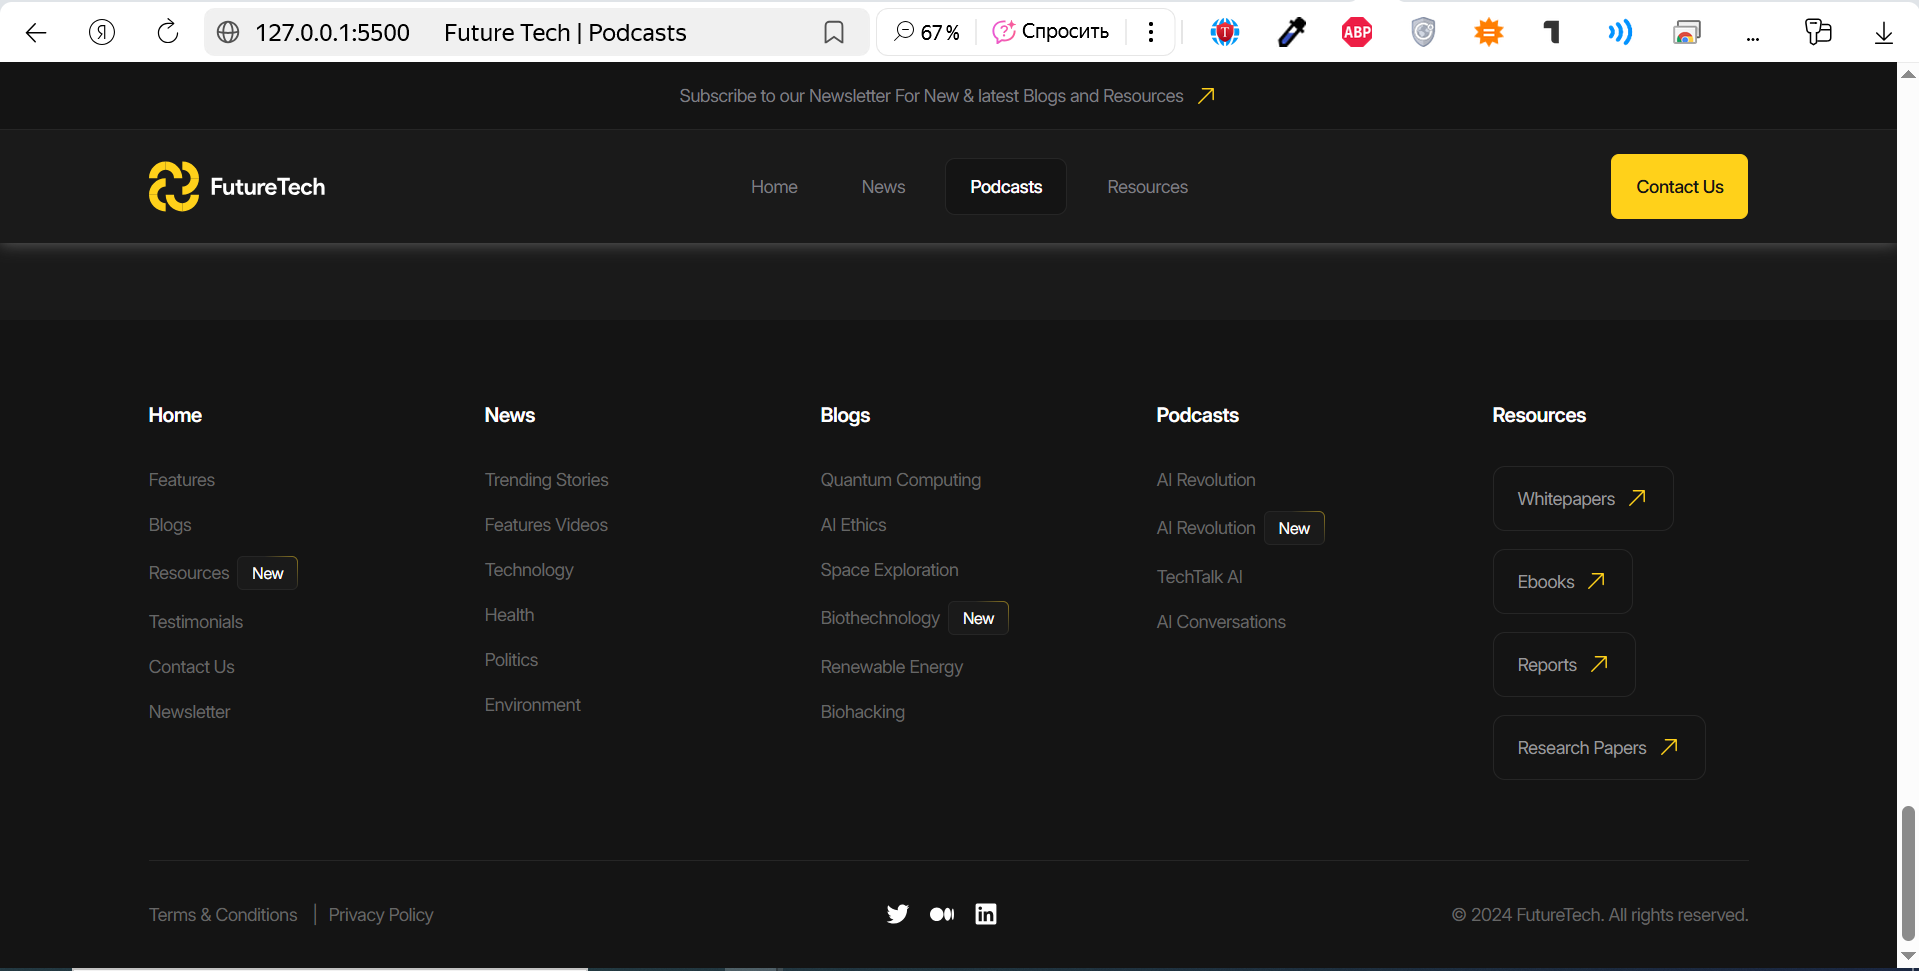 127.0.0.1:5500 Future Tech | Podcasts 67 % Спросить ABP ...
Subscribe to our Newsletter For New & latest Blogs and Resources
FutureTech Home News Podcasts Resources Contact Us
Home
Features
Blogs
Resources New
Testimonials
Contact Us
Newsletter
News
Trending Stories
Features Videos
Technology
Health
Politics
Environment
Blogs
Quantum Computing
AI Ethics
Space Exploration
Biothechnology New
Renewable Energy
Biohacking
Podcasts
AI Revolution
AI Revolution New
TechTalk AI
AI Conversations
Resources
Whitepapers
Ebooks
Reports
Research Papers
Terms & Conditions | Privacy Policy
© 2024 FutureTech. All rights reserved.